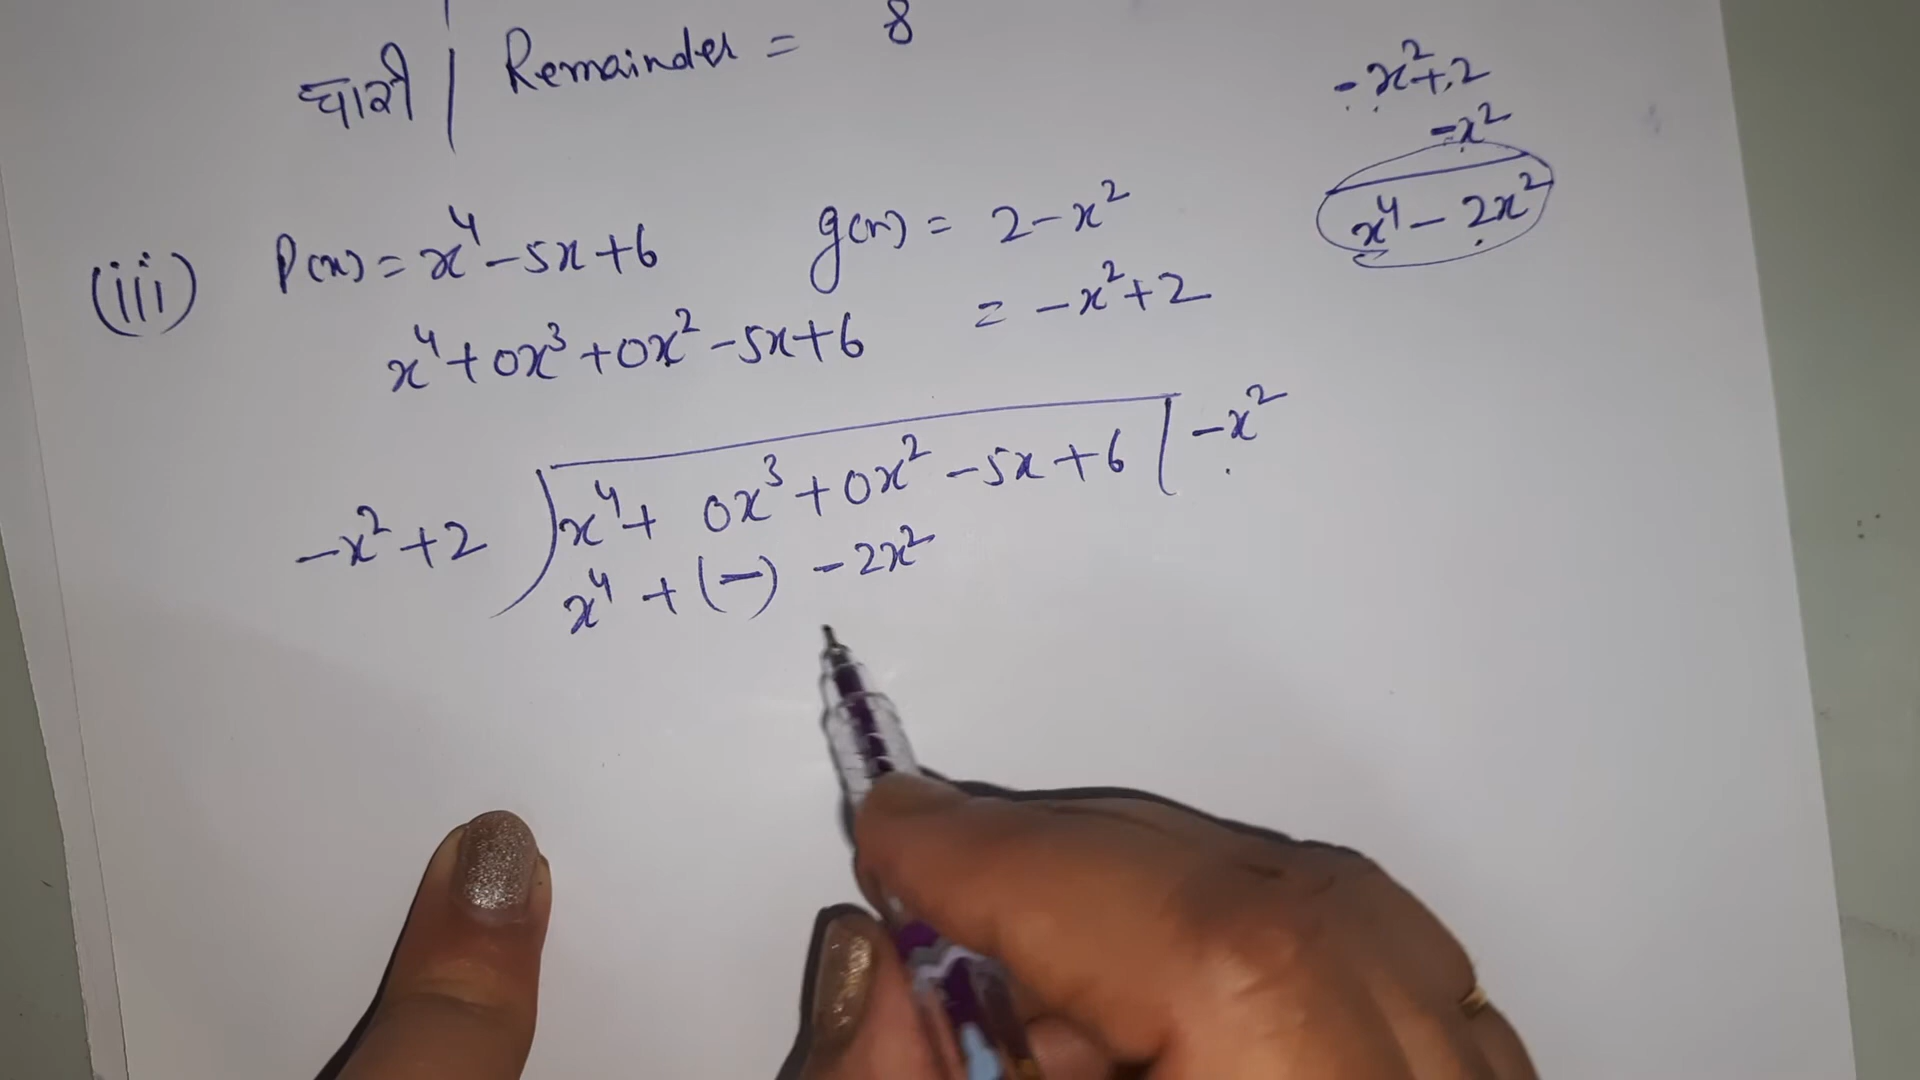 घारी / Remainder = 8
-x²+2
-x²
x⁴ - 2x²
(iii) P(x) = x⁴ - 5x + 6 g(x) = 2 - x²
x⁴ + 0x³ + 0x² - 5x + 6 = -x² + 2
-x² + 2 ) x⁴ + 0x³ + 0x² - 5x + 6 ( -x²
x⁴ + (-) - 2x²